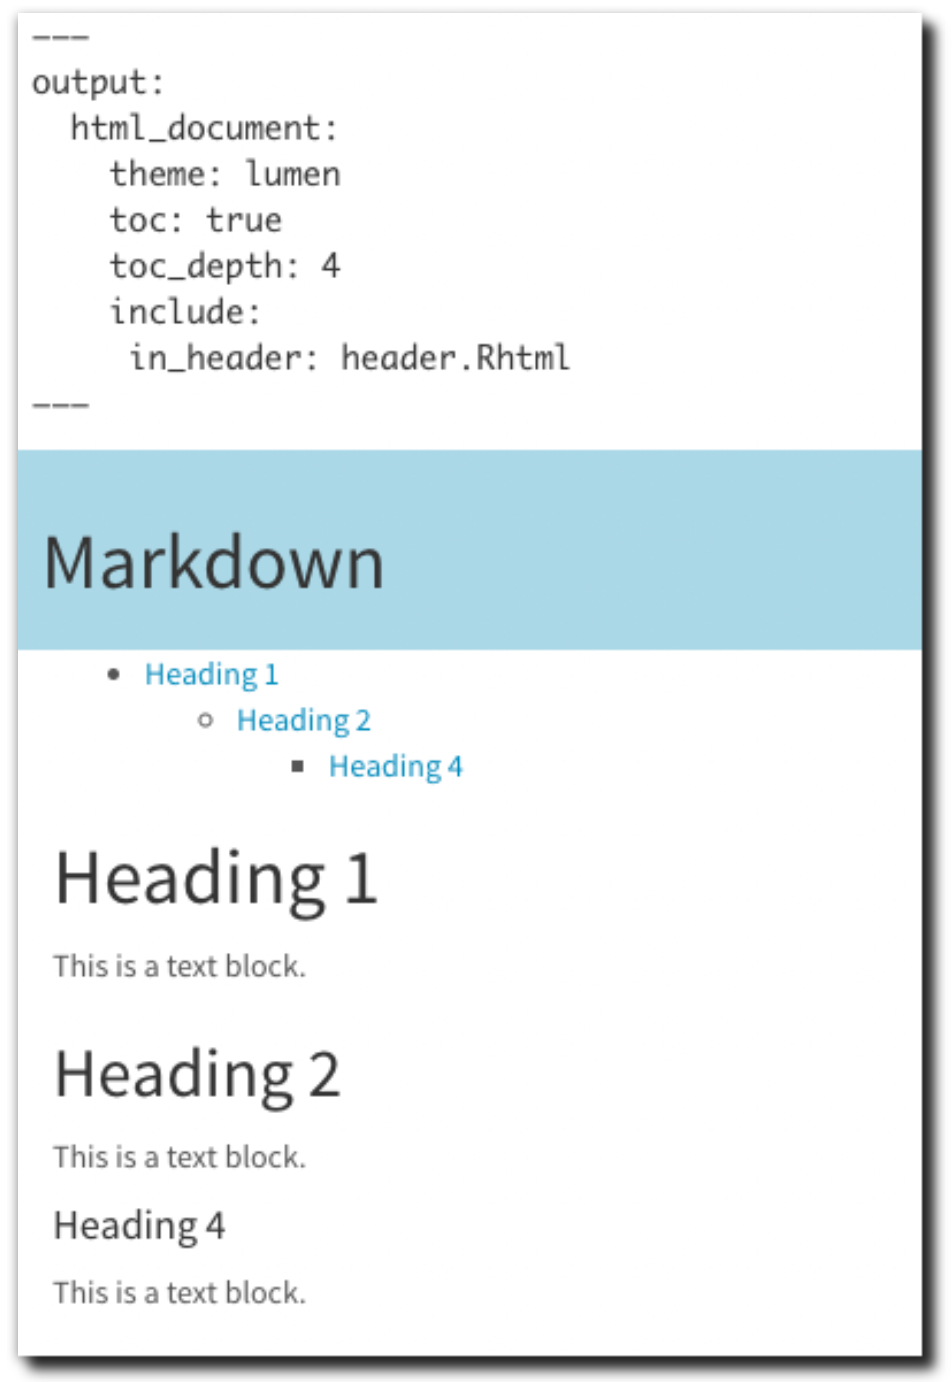 ---
output:
  html_document:
    theme: lumen
    toc: true
    toc_depth: 4
    include:
     in_header: header.Rhtml
---
Markdown
Heading 1
Heading 2
Heading 4
Heading 1
This is a text block.
Heading 2
This is a text block.
Heading 4
This is a text block.